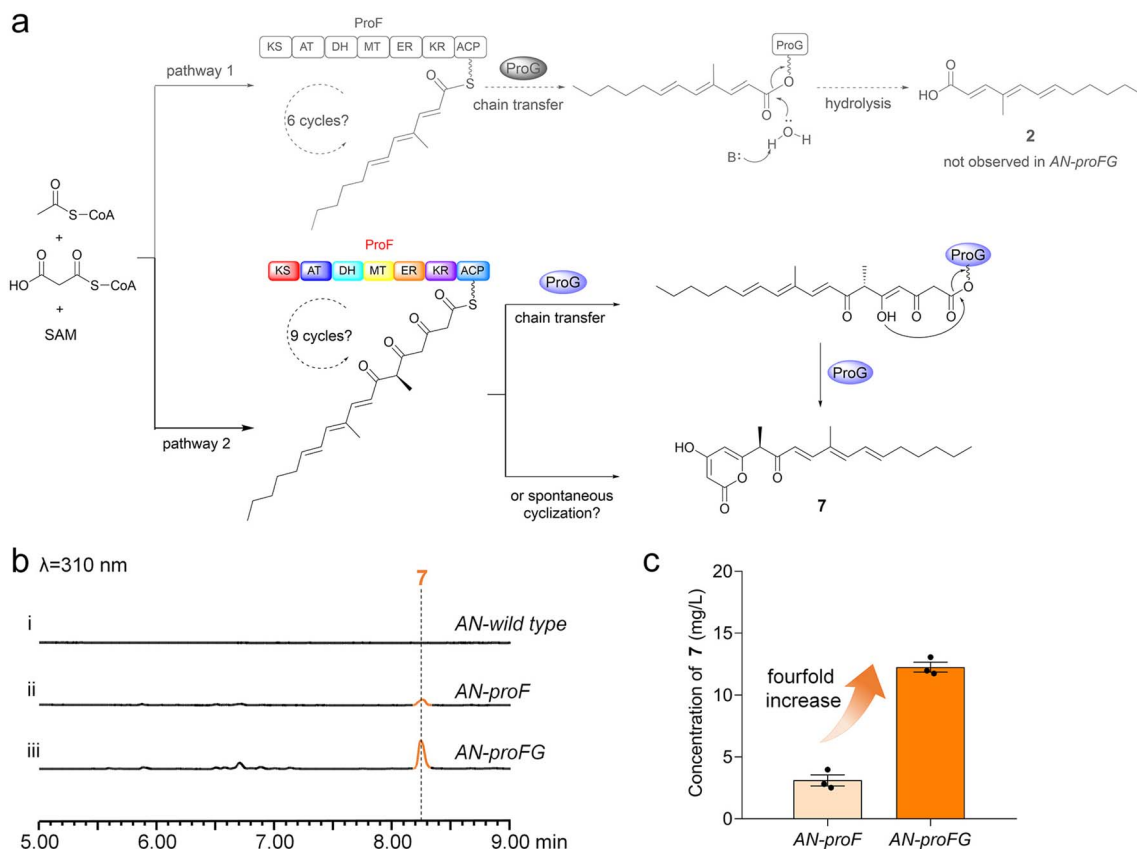 a
ProF
KS AT DH MT ER KR ACP
S
O
pathway 1
6 cycles?
ProG
chain transfer
ProG
O
O
H O H
B:
hydrolysis
O
HO
2
not observed in AN-proFG
O
S–CoA
+
O O
HO S–CoA
+
SAM
ProF
KS AT DH MT ER KR ACP
S
O
O
O
O
9 cycles?
pathway 2
ProG
chain transfer
ProG
O
O OH O O
ProG
or spontaneous
cyclization?
HO
O
O
O
7
b λ=310 nm
7
i AN-wild type
ii AN-proF
iii AN-proFG
5.00 6.00 7.00 8.00 9.00 min
c
Concentration of 7 (mg/L)
20
15
10
5
0
fourfold
increase
AN-proF AN-proFG